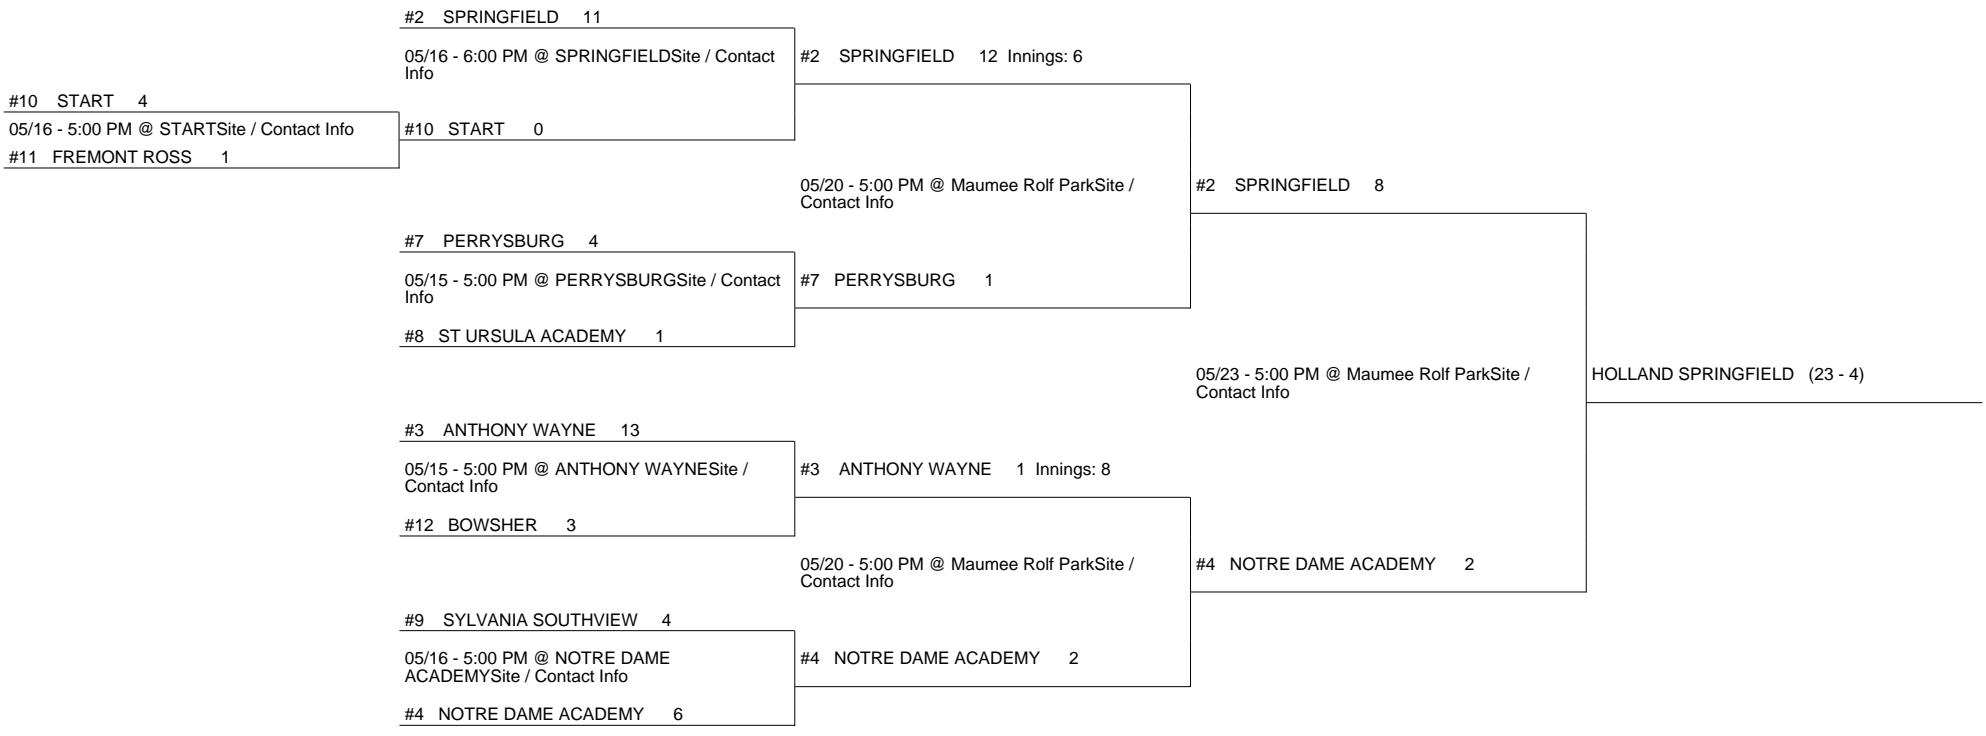 #2 SPRINGFIELD 11
05/16 - 6:00 PM @ SPRINGFIELDSite / Contact
Info
#2 SPRINGFIELD 12 Innings: 6
#10 START 4
05/16 - 5:00 PM @ STARTSite / Contact Info
#10 START 0
#11 FREMONT ROSS 1
05/20 - 5:00 PM @ Maumee Rolf ParkSite /
Contact Info
#2 SPRINGFIELD 8
#7 PERRYSBURG 4
05/15 - 5:00 PM @ PERRYSBURGSite / Contact
Info
#7 PERRYSBURG 1
#8 ST URSULA ACADEMY 1
05/23 - 5:00 PM @ Maumee Rolf ParkSite /
Contact Info
HOLLAND SPRINGFIELD (23 - 4)
#3 ANTHONY WAYNE 13
05/15 - 5:00 PM @ ANTHONY WAYNESite /
Contact Info
#3 ANTHONY WAYNE 1 Innings: 8
#12 BOWSHER 3
05/20 - 5:00 PM @ Maumee Rolf ParkSite /
Contact Info
#4 NOTRE DAME ACADEMY 2
#9 SYLVANIA SOUTHVIEW 4
05/16 - 5:00 PM @ NOTRE DAME
ACADEMYSite / Contact Info
#4 NOTRE DAME ACADEMY 2
#4 NOTRE DAME ACADEMY 6